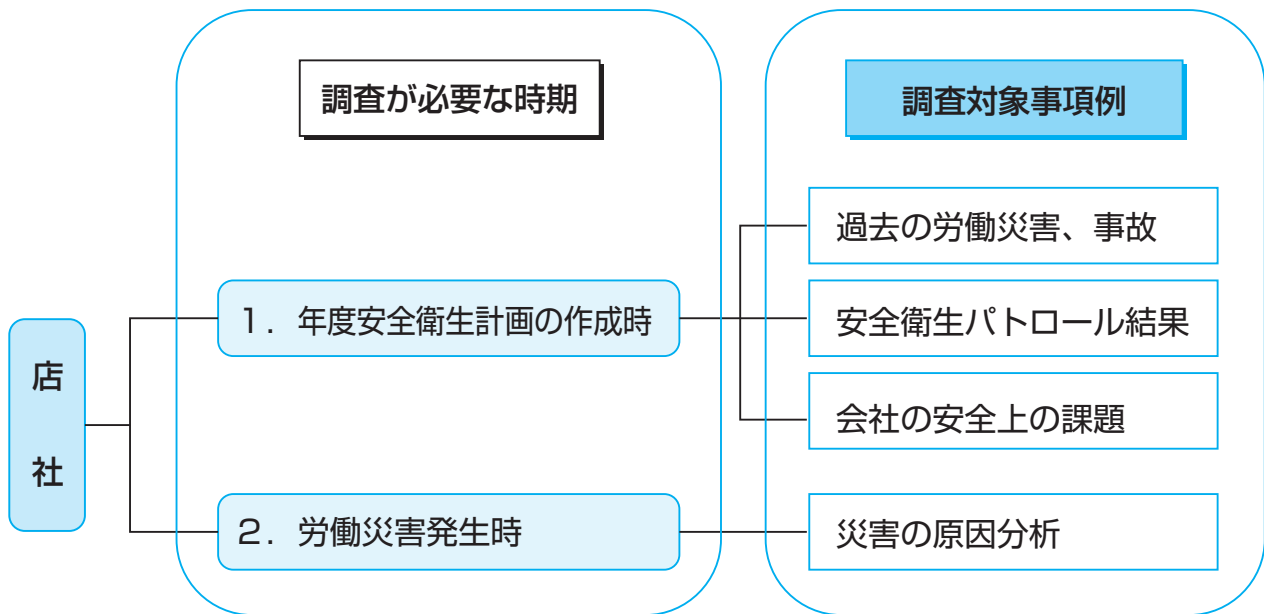 調査が必要な時期
調査対象事項例
店社
1．年度安全衛生計画の作成時
過去の労働災害、事故
安全衛生パトロール結果
会社の安全上の課題
2．労働災害発生時
災害の原因分析